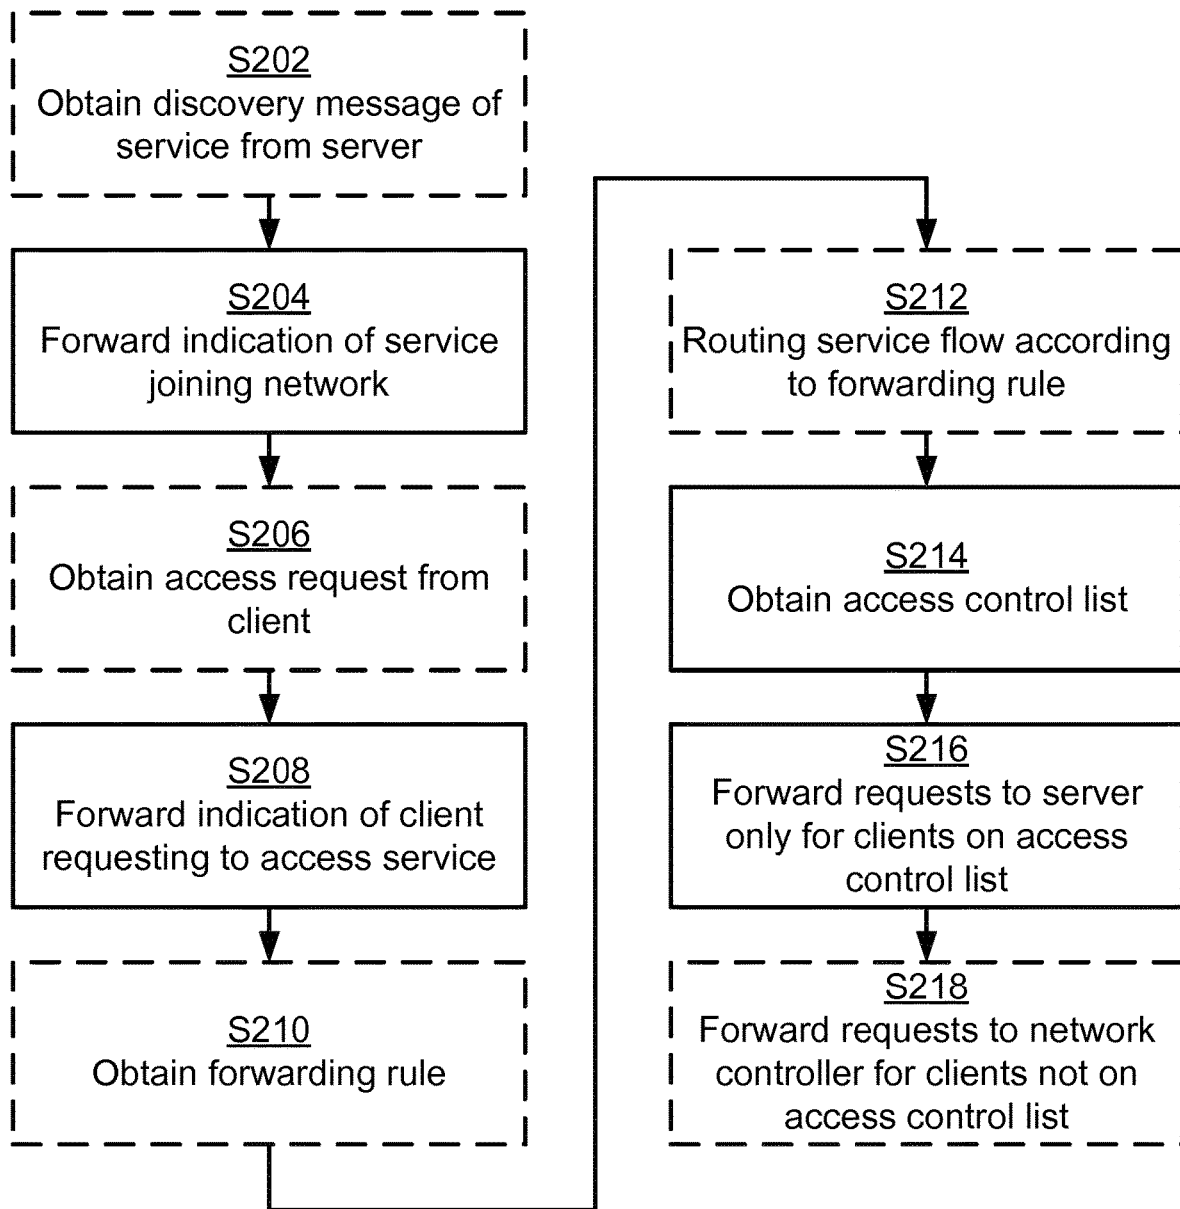 S202
Obtain discovery message of
service from server
S204
Forward indication of service
joining network
S206
Obtain access request from
client
S208
Forward indication of client
requesting to access service
S210
Obtain forwarding rule
S212
Routing service flow according
to forwarding rule
S214
Obtain access control list
S216
Forward requests to server
only for clients on access
control list
S218
Forward requests to network
controller for clients not on
access control list